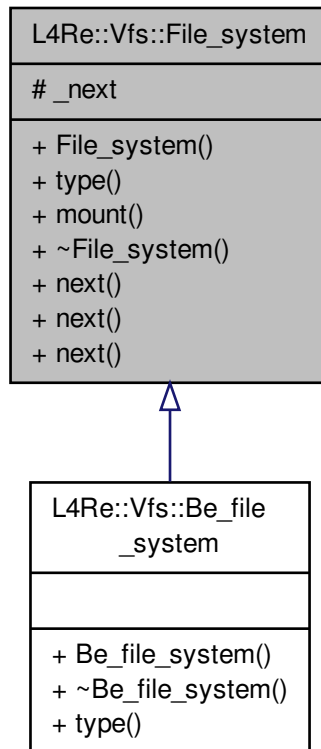 L4Re::Vfs::File_system
# _next
+ File_system()
+ type()
+ mount()
+ ~File_system()
+ next()
+ next()
+ next()
L4Re::Vfs::Be_file
_system
+ Be_file_system()
+ ~Be_file_system()
+ type()